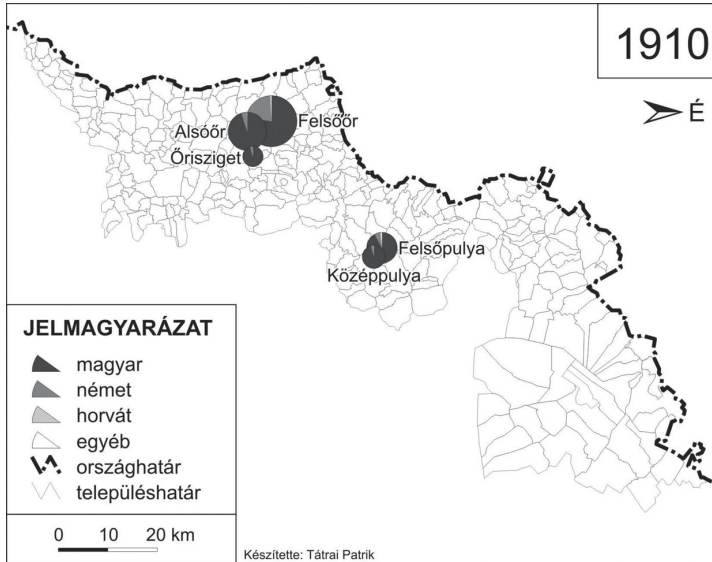 1910
É
Felsőőr
Alsóőr
Őrisziget
Felsőpulya
Középpulya
JELMAGYARÁZAT
magyar
német
horvát
egyéb
országhatár
településhatár
0 10 20 km
Készítette: Tátrai Patrik